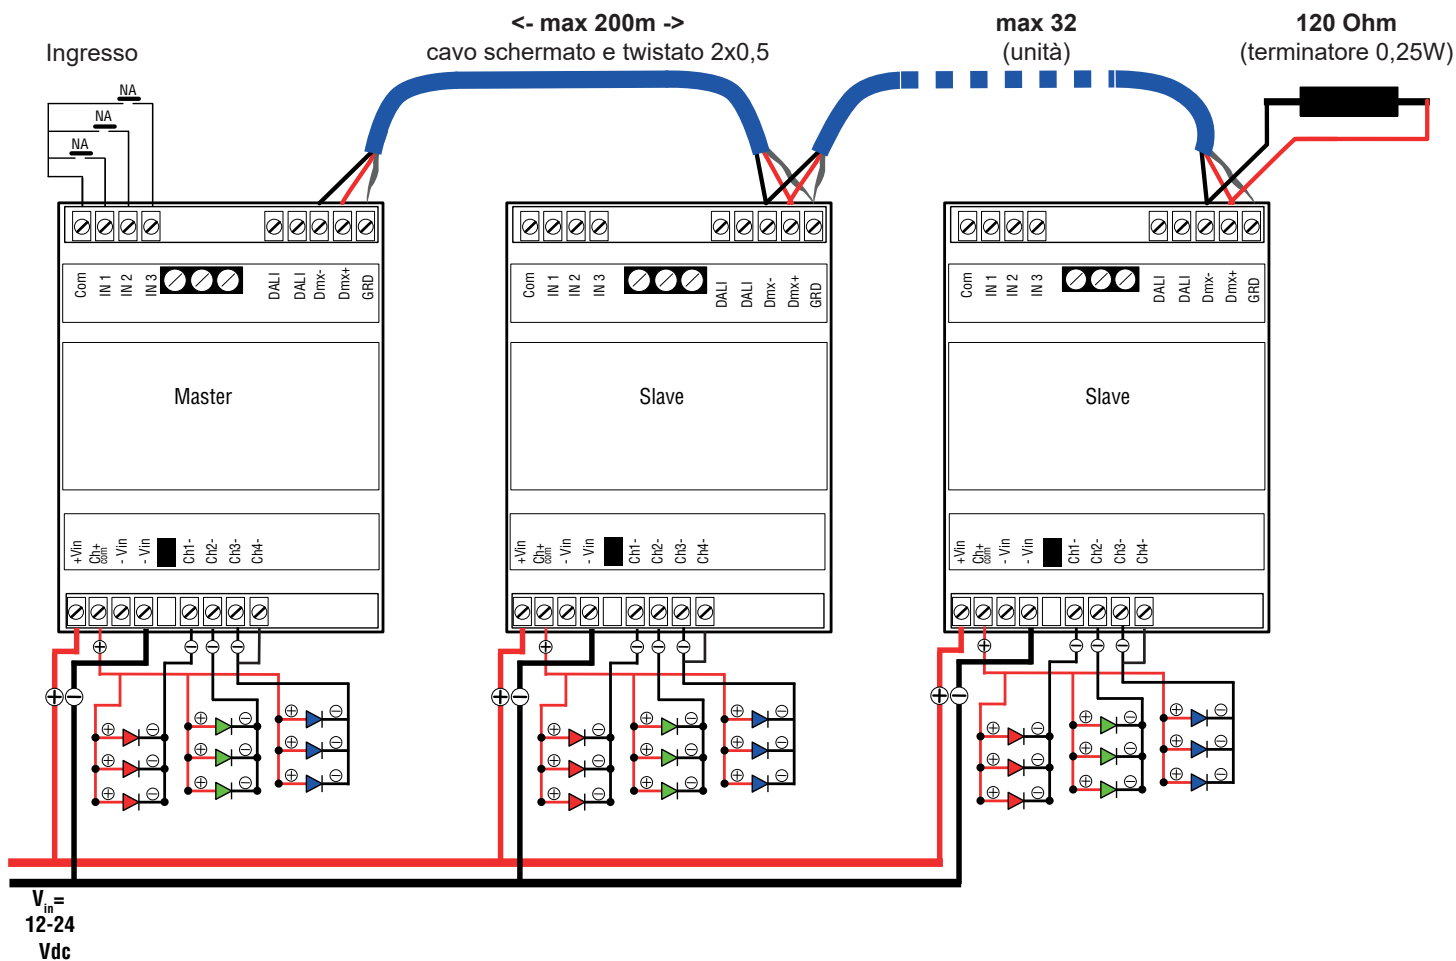 <- max 200m ->
cavo schermato e twistato 2x0,5
max 32
(unità)
120 Ohm
(terminatore 0,25W)
Ingresso
NA
NA
NA
Com
IN 1
IN 2
IN 3
DALI
DALI
Dmx-
Dmx+
GRD
Master
+Vin
Ch+
com
- Vin
- Vin
Ch1-
Ch2-
Ch3-
Ch4-
Com
IN 1
IN 2
IN 3
DALI
DALI
Dmx-
Dmx+
GRD
Slave
+Vin
Ch+
com
- Vin
- Vin
Ch1-
Ch2-
Ch3-
Ch4-
Com
IN 1
IN 2
IN 3
DALI
DALI
Dmx-
Dmx+
GRD
Slave
+Vin
Ch+
com
- Vin
- Vin
Ch1-
Ch2-
Ch3-
Ch4-
Vin=
12-24
Vdc